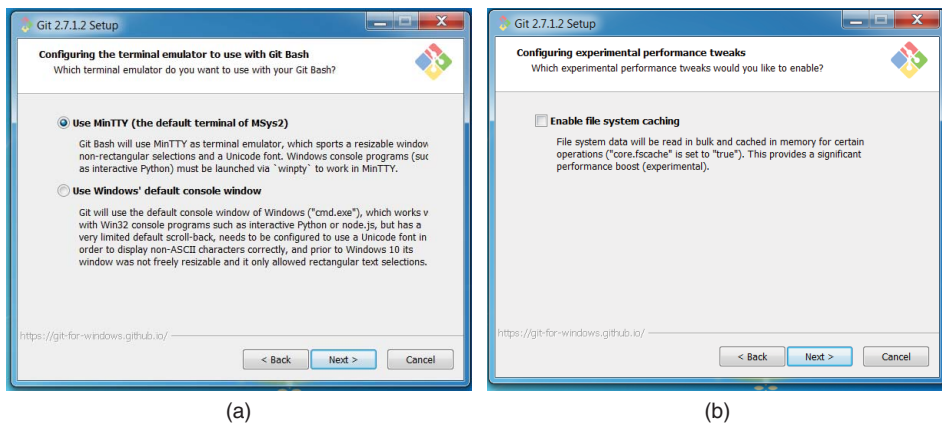 Git 2.7.1.2 Setup
Configuring the terminal emulator to use with Git Bash
Which terminal emulator do you want to use with your Git Bash?
Use MinTTY (the default terminal of MSys2)
Git Bash will use MinTTY as terminal emulator, which sports a resizable window
non-rectangular selections and a Unicode font. Windows console programs (suc
as interactive Python) must be launched via `winpty` to work in MinTTY.
Use Windows' default console window
Git will use the default console window of Windows ("cmd.exe"), which works w
with Win32 console programs such as interactive Python or node.js, but has a
very limited default scroll-back, needs to be configured to use a Unicode font in
order to display non-ASCII characters correctly, and prior to Windows 10 its
window was not freely resizable and it only allowed rectangular text selections.
https://git-for-windows.github.io/
< Back Next > Cancel
(a)
Git 2.7.1.2 Setup
Configuring experimental performance tweaks
Which experimental performance tweaks would you like to enable?
Enable file system caching
File system data will be read in bulk and cached in memory for certain
operations ("core.fscache" is set to "true"). This provides a significant
performance boost (experimental).
https://git-for-windows.github.io/
< Back Next > Cancel
(b)